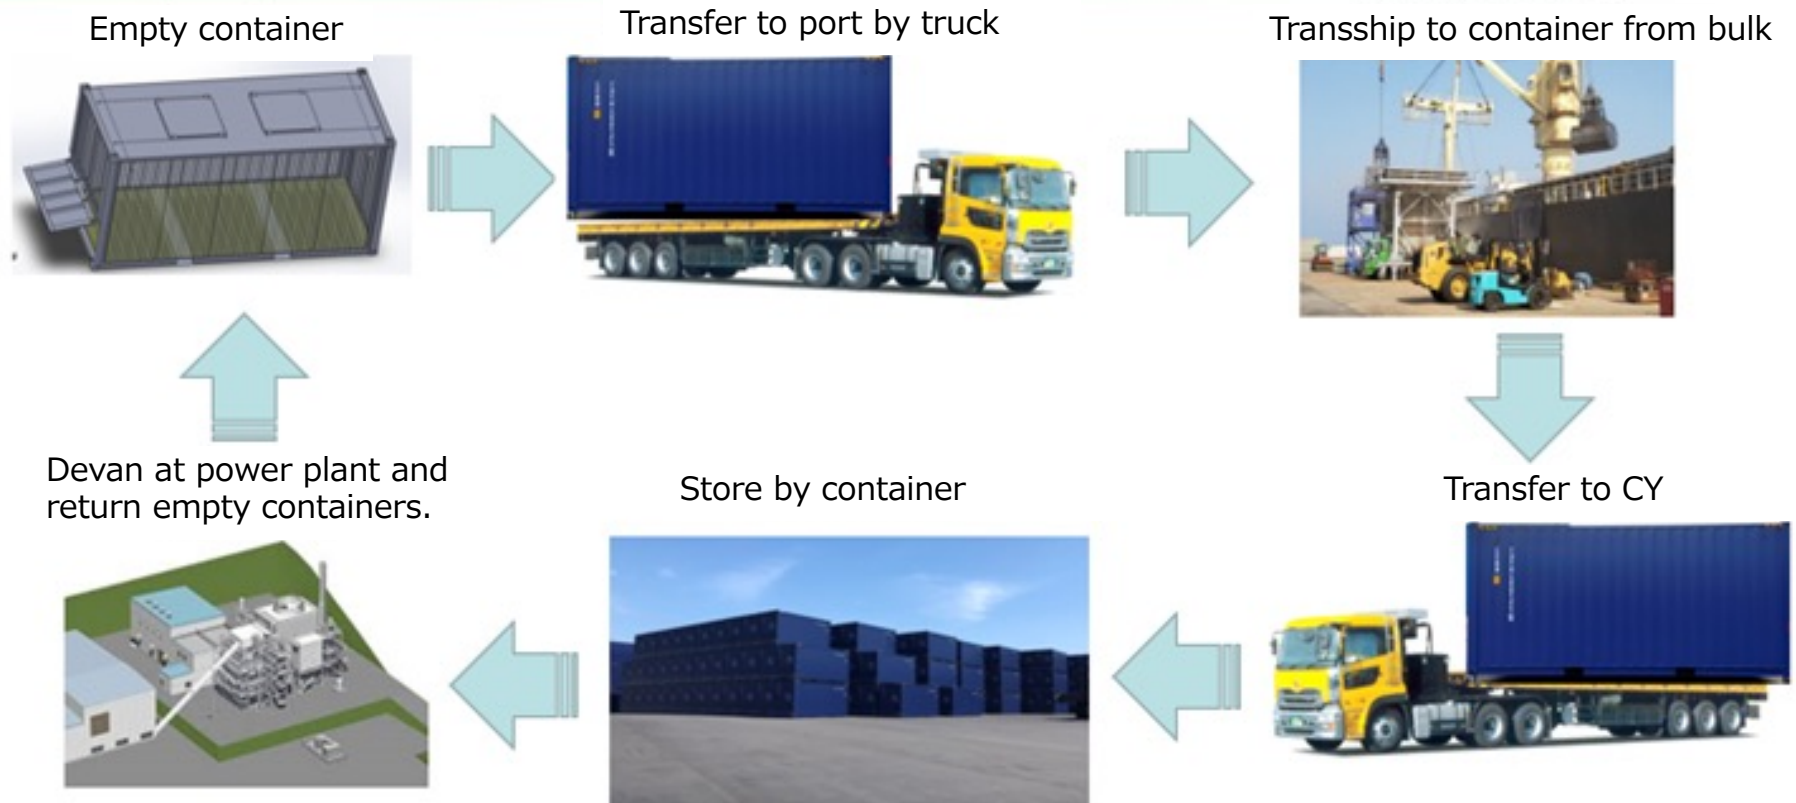 Empty container
Transfer to port by truck
Transship to container from bulk
Devan at power plant and
return empty containers.
Store by container
Transfer to CY